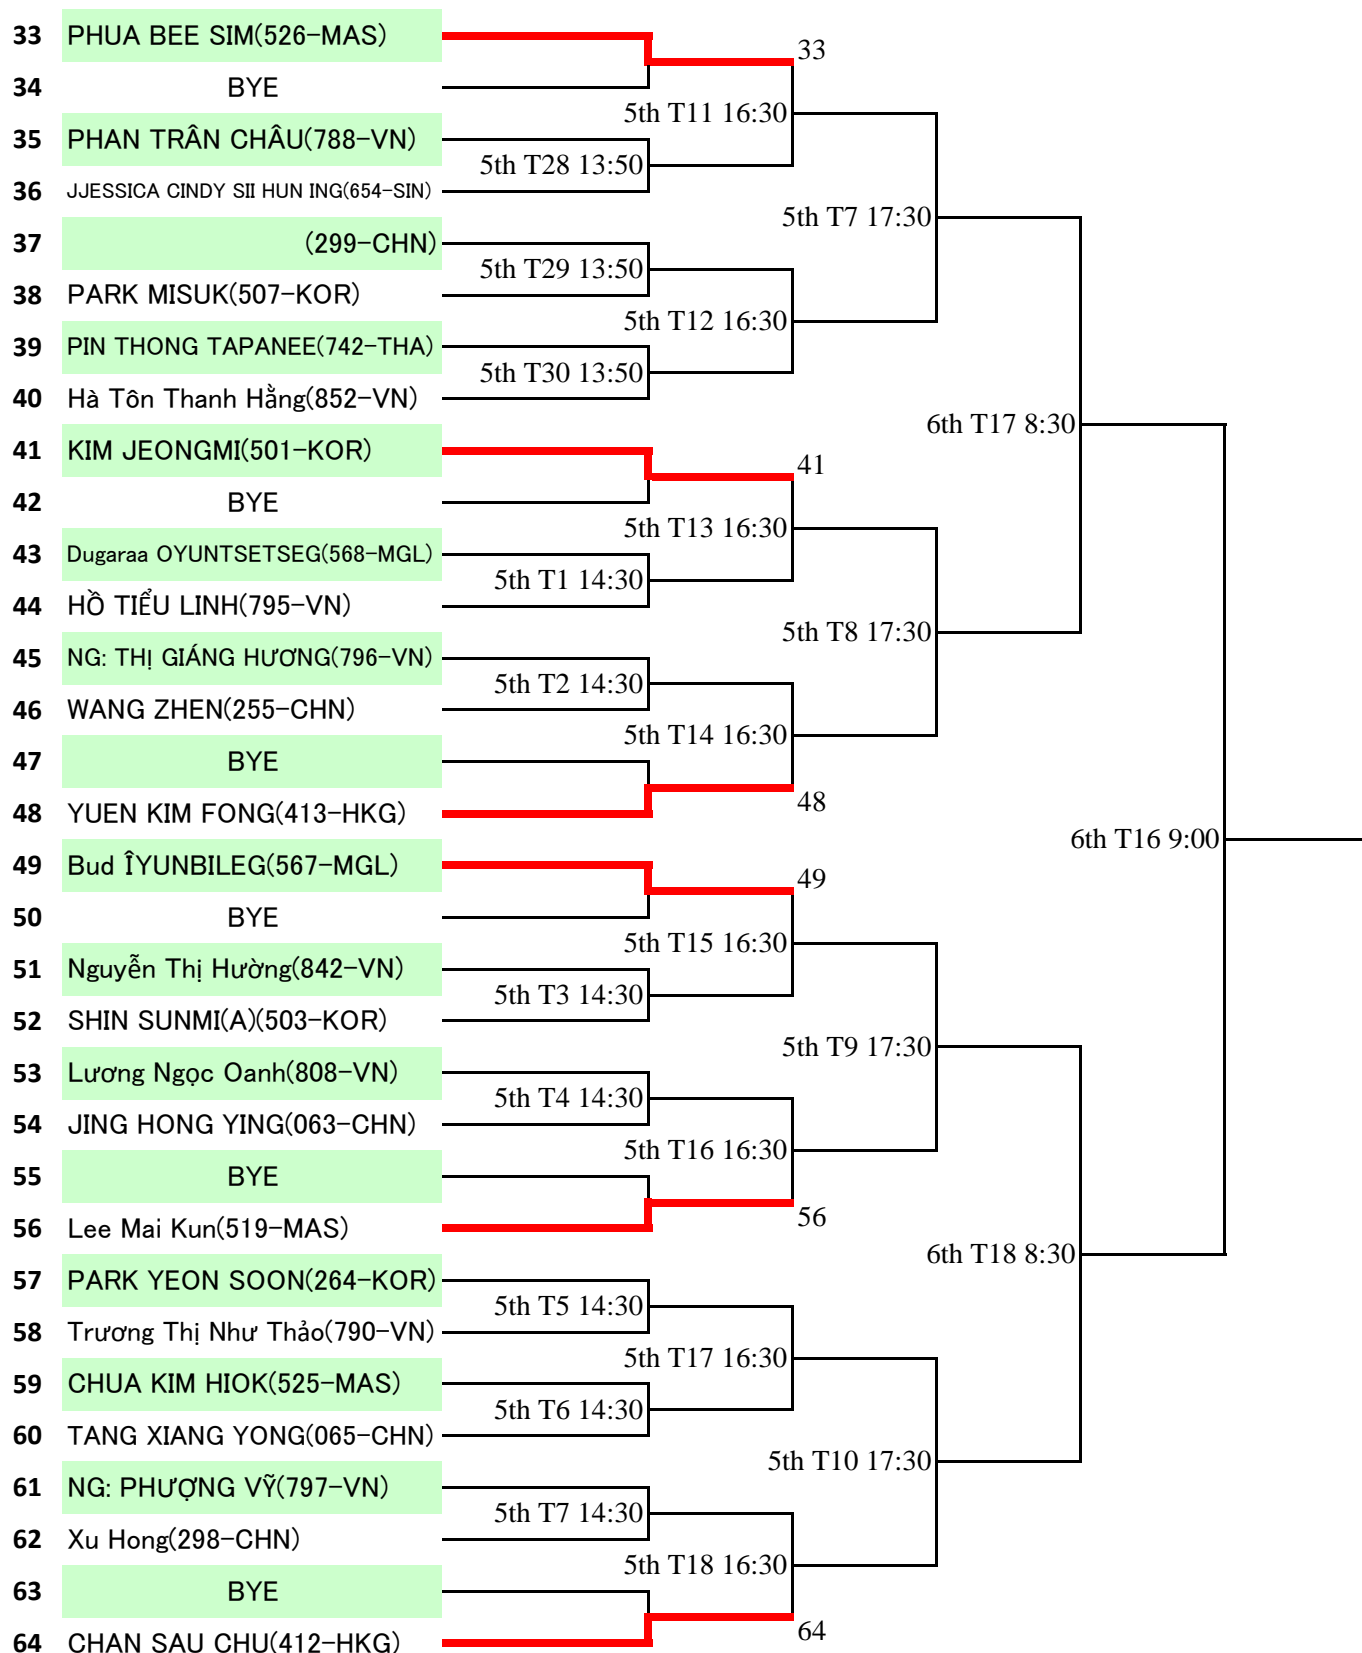 33 PHUA BEE SIM(526-MAS)
33
34 BYE
5th T11 16:30
35 PHAN TRÂN CHÂU(788-VN)
5th T28 13:50
36 JJESSICA CINDY SII HUN ING(654-SIN)
5th T7 17:30
37 (299-CHN)
5th T29 13:50
38 PARK MISUK(507-KOR)
5th T12 16:30
39 PIN THONG TAPANEE(742-THA)
5th T30 13:50
40 Hà Tôn Thanh Hằng(852-VN)
6th T17 8:30
41 KIM JEONGMI(501-KOR)
41
42 BYE
5th T13 16:30
43 Dugaraa OYUNTSETSEG(568-MGL)
5th T1 14:30
44 HỒ TIỂU LINH(795-VN)
5th T8 17:30
45 NG: THỊ GIÁNG HƯƠNG(796-VN)
5th T2 14:30
46 WANG ZHEN(255-CHN)
5th T14 16:30
47 BYE
48
48 YUEN KIM FONG(413-HKG)
6th T16 9:00
49 Bud ÎYUNBILEG(567-MGL)
49
50 BYE
5th T15 16:30
51 Nguyễn Thị Hường(842-VN)
5th T3 14:30
52 SHIN SUNMI(A)(503-KOR)
5th T9 17:30
53 Lương Ngọc Oanh(808-VN)
5th T4 14:30
54 JING HONG YING(063-CHN)
5th T16 16:30
55 BYE
56
56 Lee Mai Kun(519-MAS)
6th T18 8:30
57 PARK YEON SOON(264-KOR)
5th T5 14:30
58 Trương Thị Như Thảo(790-VN)
5th T17 16:30
59 CHUA KIM HIOK(525-MAS)
5th T6 14:30
60 TANG XIANG YONG(065-CHN)
5th T10 17:30
61 NG: PHƯỢNG VỸ(797-VN)
5th T7 14:30
62 Xu Hong(298-CHN)
5th T18 16:30
63 BYE
64
64 CHAN SAU CHU(412-HKG)